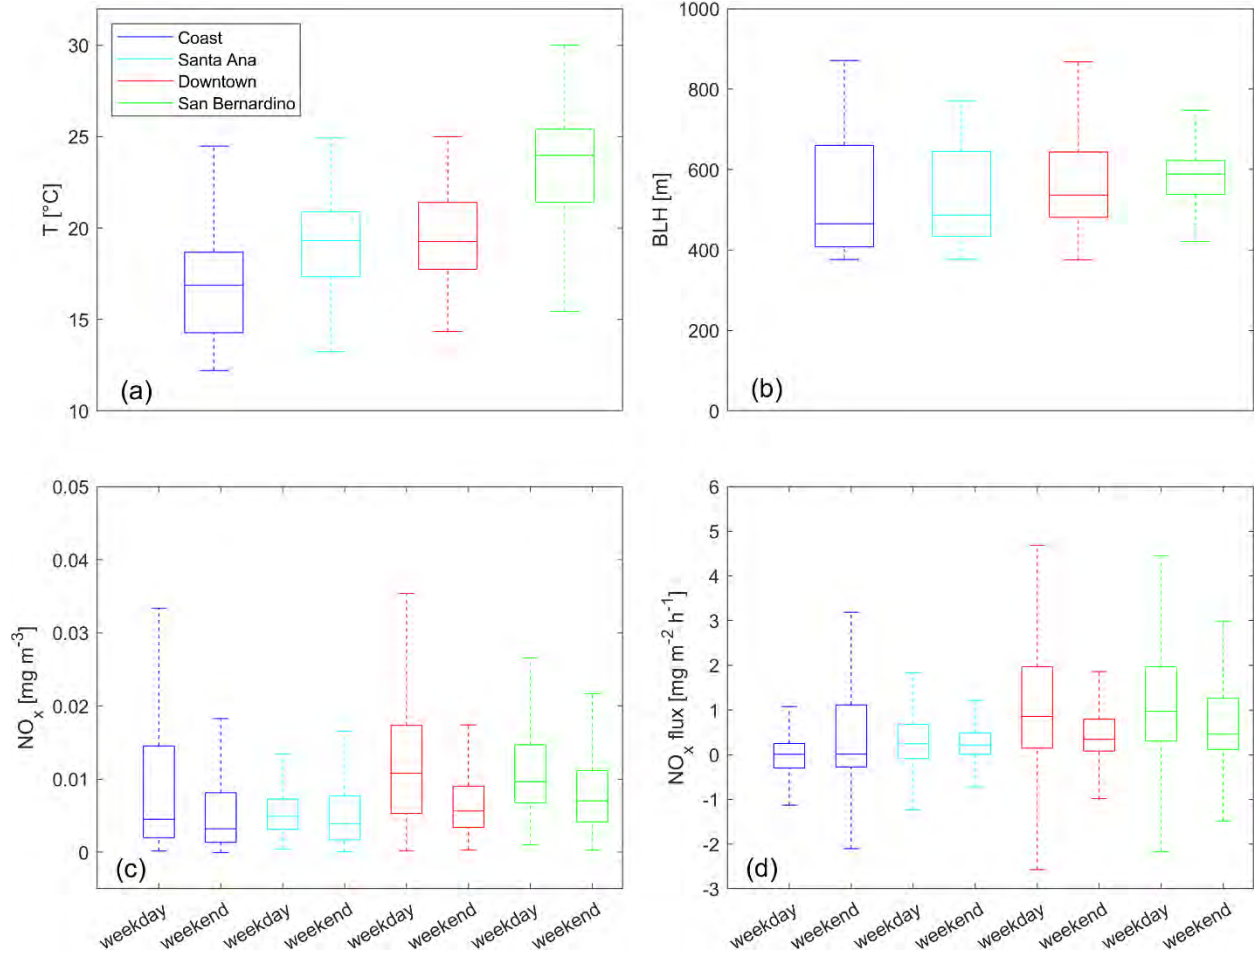 30
25
20
15
10
T [°C]
Coast
Santa Ana
Downtown
San Bernardino
(a)
1000
800
600
400
200
0
BLH [m]
(b)
0.05
0.04
0.03
0.02
0.01
0
NOx [mg m-3]
(c)
weekday
weekend
weekday
weekend
weekday
weekend
weekday
weekend
6
5
4
3
2
1
0
-1
-2
-3
NOx flux [mg m-2 h-1]
(d)
weekday
weekend
weekday
weekend
weekday
weekend
weekday
weekend